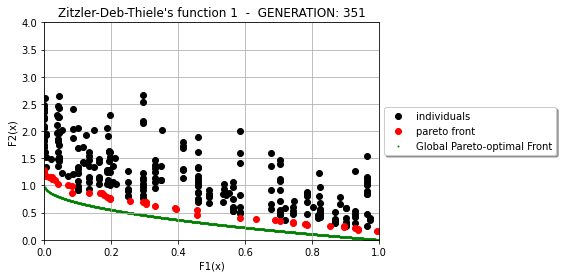 Zitzler-Deb-Thiele's function 1 - GENERATION: 351
4.0
3.5
3.0
2.5
2.0
1.5
1.0
0.5
0.0
F2(x)
0.0 0.2 0.4 0.6 0.8 1.0
F1(x)
individuals
pareto front
Global Pareto-optimal Front